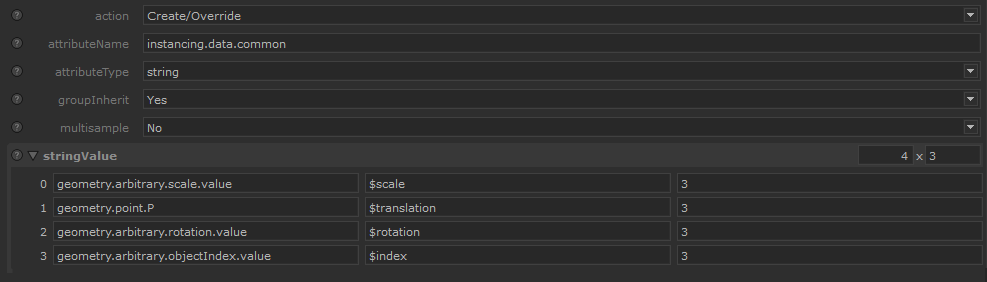 ? action Create/Override
? attributeName instancing.data.common
? attributeType string
? groupInherit Yes
? multisample No
? stringValue 4 x 3
0 geometry.arbitrary.scale.value $scale 3
1 geometry.point.P $translation 3
2 geometry.arbitrary.rotation.value $rotation 3
3 geometry.arbitrary.objectIndex.value $index 3